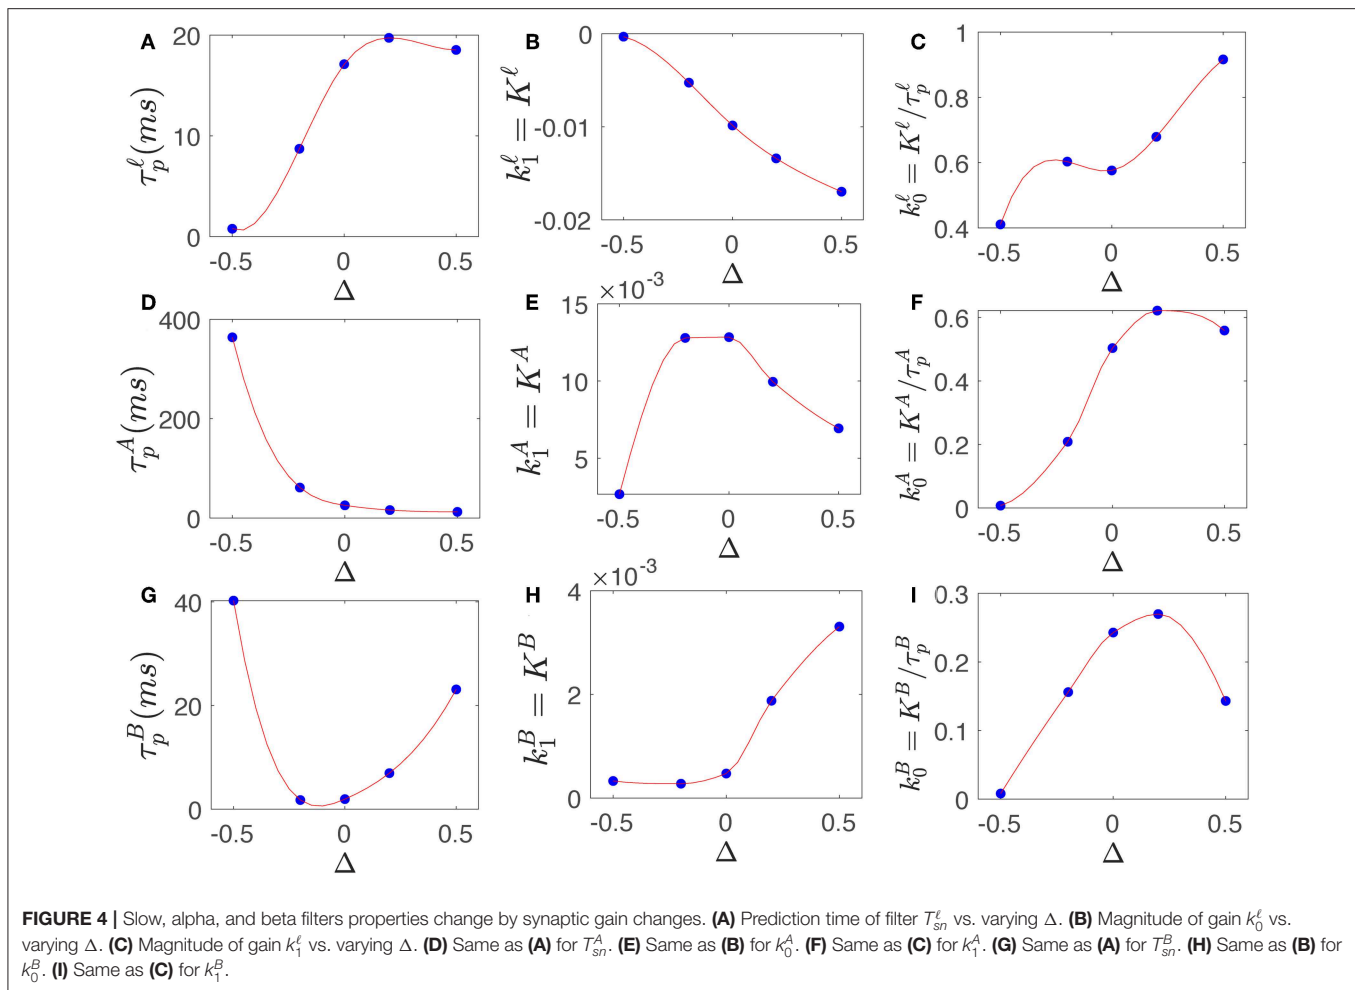 A
20
10
0
-0.5
0
0.5
τ_p^ℓ(ms)
Δ
B
0
-0.01
-0.02
-0.5
0
0.5
k_1^ℓ = K^ℓ
Δ
C
1
0.8
0.6
0.4
-0.5
0
0.5
k_0^ℓ = K^ℓ/τ_p^ℓ
Δ
D
400
200
0
-0.5
0
0.5
τ_p^A(ms)
Δ
E
×10⁻³
15
10
5
-0.5
0
0.5
k_1^A = K^A
Δ
F
0.6
0.4
0.2
0
-0.5
0
0.5
k_0^A = K^A/τ_p^A
Δ
G
40
20
0
-0.5
0
0.5
τ_p^B(ms)
Δ
H
×10⁻³
4
2
0
-0.5
0
0.5
k_1^B = K^B
Δ
I
0.3
0.2
0.1
0
-0.5
0
0.5
k_0^B = K^B/τ_p^B
Δ
FIGURE 4 | Slow, alpha, and beta filters properties change by synaptic gain changes. (A) Prediction time of filter T_sn^ℓ vs. varying Δ. (B) Magnitude of gain k_0^ℓ vs.
varying Δ. (C) Magnitude of gain k_1^ℓ vs. varying Δ. (D) Same as (A) for T_sn^A. (E) Same as (B) for k_0^A. (F) Same as (C) for k_1^A. (G) Same as (A) for T_sn^B. (H) Same as (B) for
k_0^B. (I) Same as (C) for k_1^B.